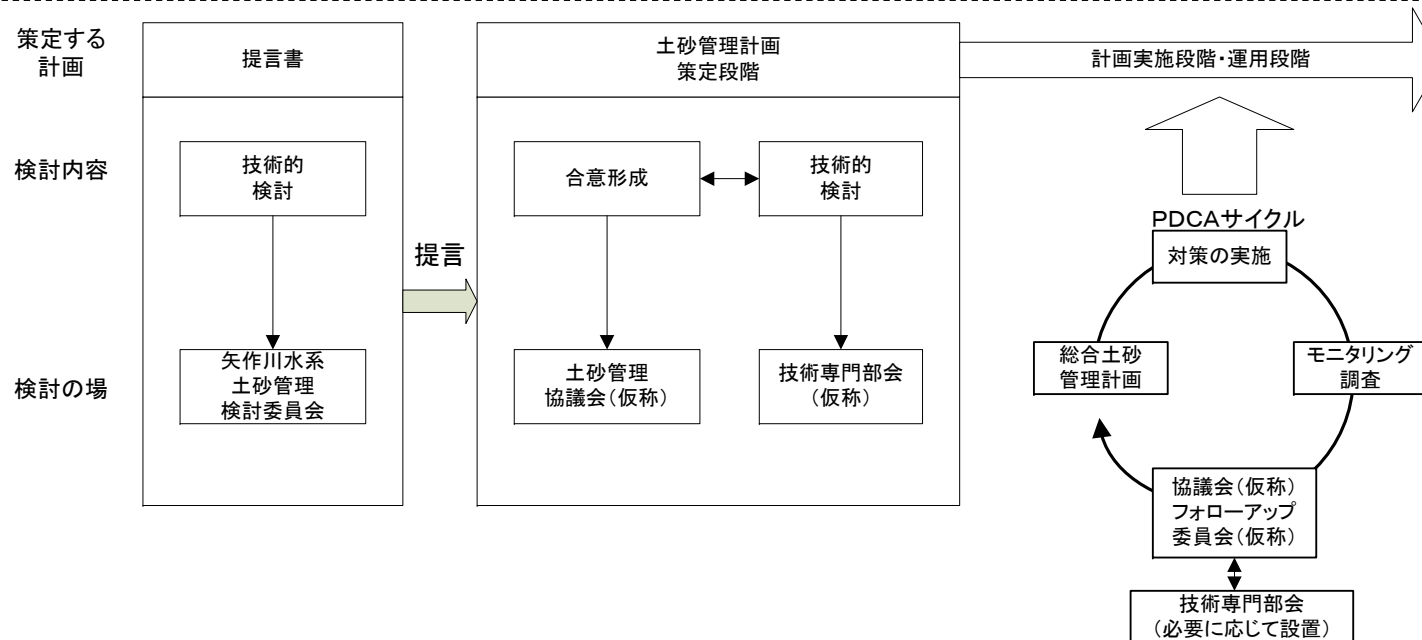 策定する
計画
提言書
土砂管理計画
策定段階
計画実施段階・運用段階
検討内容
技術的
検討
合意形成
技術的
検討
提言
検討の場
矢作川水系
土砂管理
検討委員会
土砂管理
協議会(仮称)
技術専門部会
(仮称)
PDCAサイクル
対策の実施
総合土砂
管理計画
モニタリング
調査
協議会(仮称)
フォローアップ
委員会(仮称)
技術専門部会
(必要に応じて設置)